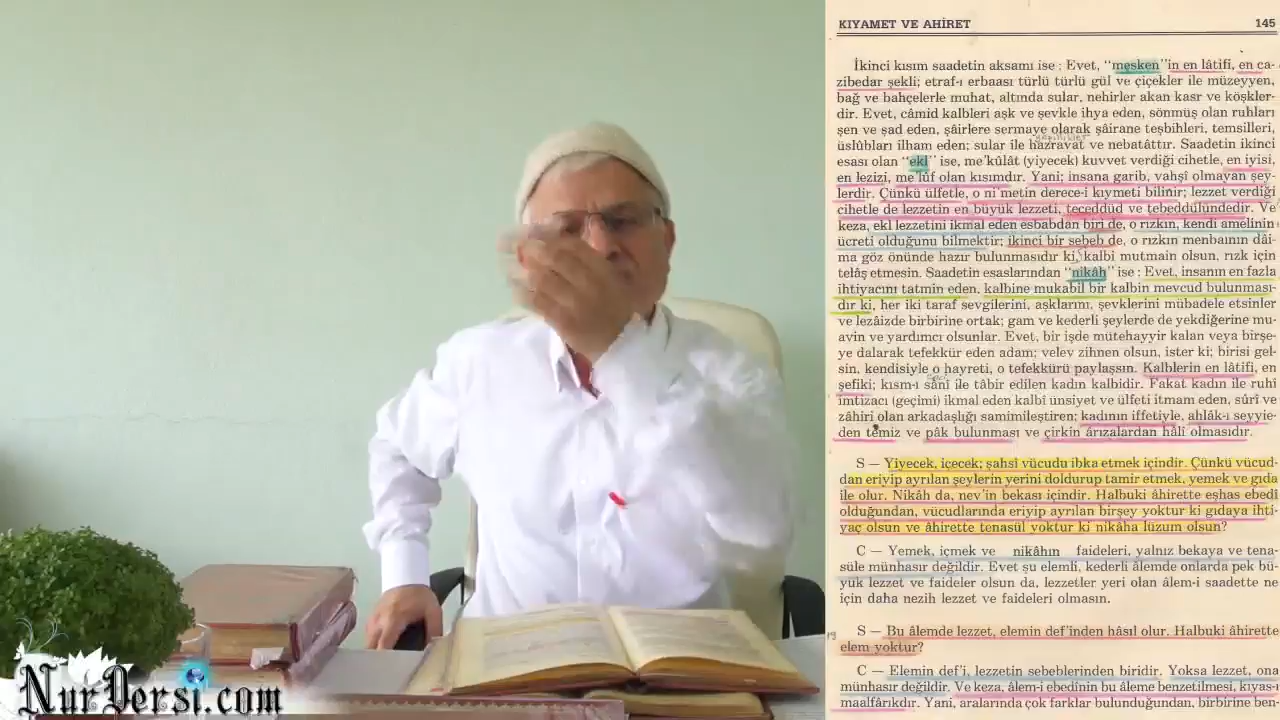 KIYAMET VE AHİRET 145
İkinci kısım saadetin aksamı ise : Evet, "mesken"in en lâtifi, en ca-
zibedar şekli; etraf-ı erbaası türlü türlü gül ve çiçekler ile müzeyyen,
bağ ve bahçelerle muhat, altında sular, nehirler akan kasr ve köşkler-
dir. Evet, câmid kalbleri aşk ve şevkle ihya eden, sönmüş olan ruhları
şen ve şad eden, şâirlere sermaye olarak şâirane teşbihleri, temsilleri,
üslûbları ilham eden; sular ile hazravat ve nebatâttır. Saadetin ikinci
esası olan "ekl" ise, me'kûlât (yiyecek) kuvvet verdiği cihetle, en iyisi,
en lezizi, me'lûf olan kısımdır. Yani; insana garib, vahşî olmayan şey-
lerdir. Çünkü ülfetle, o ni'metin derece-i kıymeti bilinir; lezzet verdiği
cihetle de lezzetin en büyük lezzeti, teceddüd ve tebeddülündedir. Ve
keza, ekl lezzetini ikmal eden esbabdan biri de, o rızkın, kendi amelinin
ücreti olduğunu bilmektir; ikinci bir sebeb de, o rızkın menbaının dâi-
ma göz önünde hazır bulunmasıdır ki, kalbi mutmain olsun, rızk için
telâş etmesin. Saadetin esaslarından "nikâh" ise : Evet, insanın en fazla
ihtiyacını tatmin eden, kalbine mukabil bir kalbin mevcud bulunması-
dır ki, her iki taraf sevgilerini, aşklarını, şevklerini mübadele etsinler
ve lezâizde birbirine ortak; gam ve kederli şeylerde de yekdiğerine mu-
avin ve yardımcı olsunlar. Evet, bir işde mütehayyir kalan veya birşe-
ye dalarak tefekkür eden adam; velev zihnen olsun, ister ki; birisi gel-
sin, kendisiyle o hayreti, o tefekkürü paylaşsın. Kalblerin en lâtifi, en
şefiki; kısm-ı sâni ile tâbir edilen kadın kalbidir. Fakat kadın ile ruhî
imtizacı (geçimi) ikmal eden kalbî ünsiyet ve ülfeti itmam eden, sûrî ve
zâhirî olan arkadaşlığı samimîleştiren; kadının iffetiyle, ahlâk-ı seyyie-
den temiz ve pâk bulunması ve çirkin ârızalardan hâlî olmasıdır.
S — Yiyecek, içecek; şahsî vücudu ibka etmek içindir. Çünkü vücud-
dan eriyip ayrılan şeylerin yerini doldurup tamir etmek, yemek ve gıda
ile olur. Nikâh da, nev'in bekası içindir. Halbuki âhirette eşhas ebedî
olduğundan, vücudlarında eriyip ayrılan birşey yoktur ki gıdaya ihti-
yaç olsun ve âhirette tenasül yoktur ki nikâha lüzum olsun?
C — Yemek, içmek ve nikâhın faideleri, yalnız bekaya ve tena-
süle münhasır değildir. Evet şu elemli, kederli âlemde onlarda pek bü-
yük lezzet ve faideler olsun da, lezzetler yeri olan âlem-i saadette ne
için daha nezih lezzet ve faideleri olmasın.
S — Bu âlemde lezzet, elemin def'inden hâsıl olur. Halbuki âhirette
elem yoktur?
C — Elemin def'i, lezzetin sebeblerinden biridir. Yoksa lezzet, ona
münhasır değildir. Ve keza, âlem-i ebedînin bu âleme benzetilmesi, kıyas-ı
maalfârıkdır. Yani, aralarında çok farklar bulunduğundan, birbirine ben
NurDersi.com